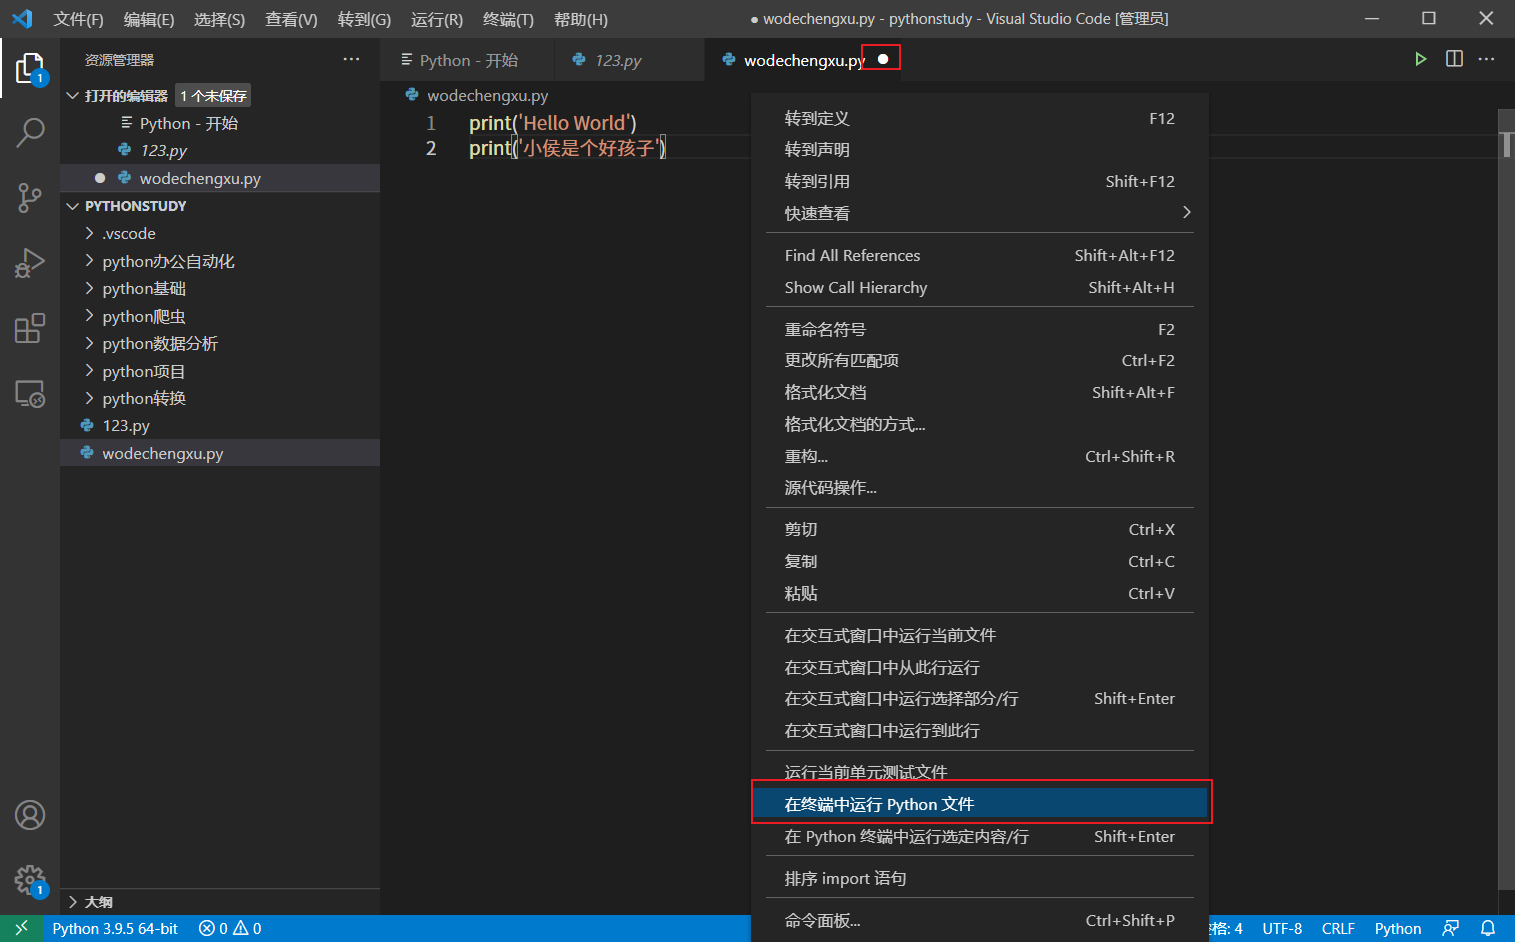 文件(F) 编辑(E) 选择(S) 查看(V) 转到(G) 运行(R) 终端(T) 帮助(H) ● wodechengxu.py - pythonstudy - Visual Studio Code [管理员]
资源管理器 ···
Python - 开始 123.py wodechengxu.py ●
打开的编辑器 1 个未保存
Python - 开始
123.py
● wodechengxu.py
PYTHONSTUDY
.vscode
python办公自动化
python基础
python爬虫
python数据分析
python项目
python转换
123.py
wodechengxu.py
大纲
wodechengxu.py
1 print('Hello World')
2 print('小侯是个好孩子')
转到定义 F12
转到声明
转到引用 Shift+F12
快速查看
Find All References Shift+Alt+F12
Show Call Hierarchy Shift+Alt+H
重命名符号 F2
更改所有匹配项 Ctrl+F2
格式化文档 Shift+Alt+F
格式化文档的方式...
重构... Ctrl+Shift+R
源代码操作...
剪切 Ctrl+X
复制 Ctrl+C
粘贴 Ctrl+V
在交互式窗口中运行当前文件
在交互式窗口中从此行运行
在交互式窗口中运行选择部分/行 Shift+Enter
在交互式窗口中运行到此行
运行当前单元测试文件
在终端中运行 Python 文件
在 Python 终端中运行选定内容/行 Shift+Enter
排序 import 语句
命令面板... Ctrl+Shift+P
1
1
Python 3.9.5 64-bit 0 0 格: 4 UTF-8 CRLF Python